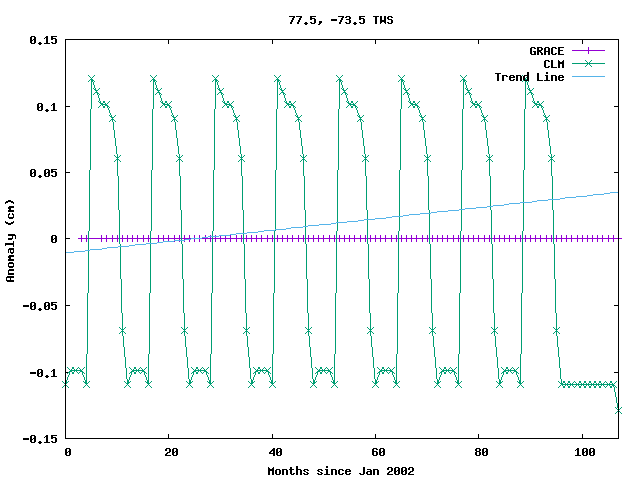 77.5, -73.5 TWS
GRACE
CLM
Trend Line
0.15
0.1
0.05
0
-0.05
-0.1
-0.15
Anomaly (cm)
0 20 40 60 80 100
Months since Jan 2002